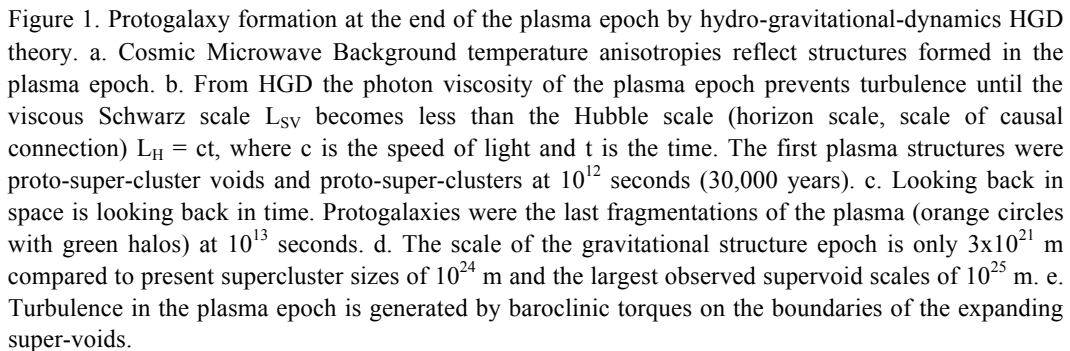 Figure 1. Protogalaxy formation at the end of the plasma epoch by hydro-gravitational-dynamics HGD
theory. a. Cosmic Microwave Background temperature anisotropies reflect structures formed in the
plasma epoch. b. From HGD the photon viscosity of the plasma epoch prevents turbulence until the
viscous Schwarz scale L_SV becomes less than the Hubble scale (horizon scale, scale of causal
connection) L_H = ct, where c is the speed of light and t is the time. The first plasma structures were
proto-super-cluster voids and proto-super-clusters at 10^12 seconds (30,000 years). c. Looking back in
space is looking back in time. Protogalaxies were the last fragmentations of the plasma (orange circles
with green halos) at 10^13 seconds. d. The scale of the gravitational structure epoch is only 3x10^21 m
compared to present supercluster sizes of 10^24 m and the largest observed supervoid scales of 10^25 m. e.
Turbulence in the plasma epoch is generated by baroclinic torques on the boundaries of the expanding
super-voids.